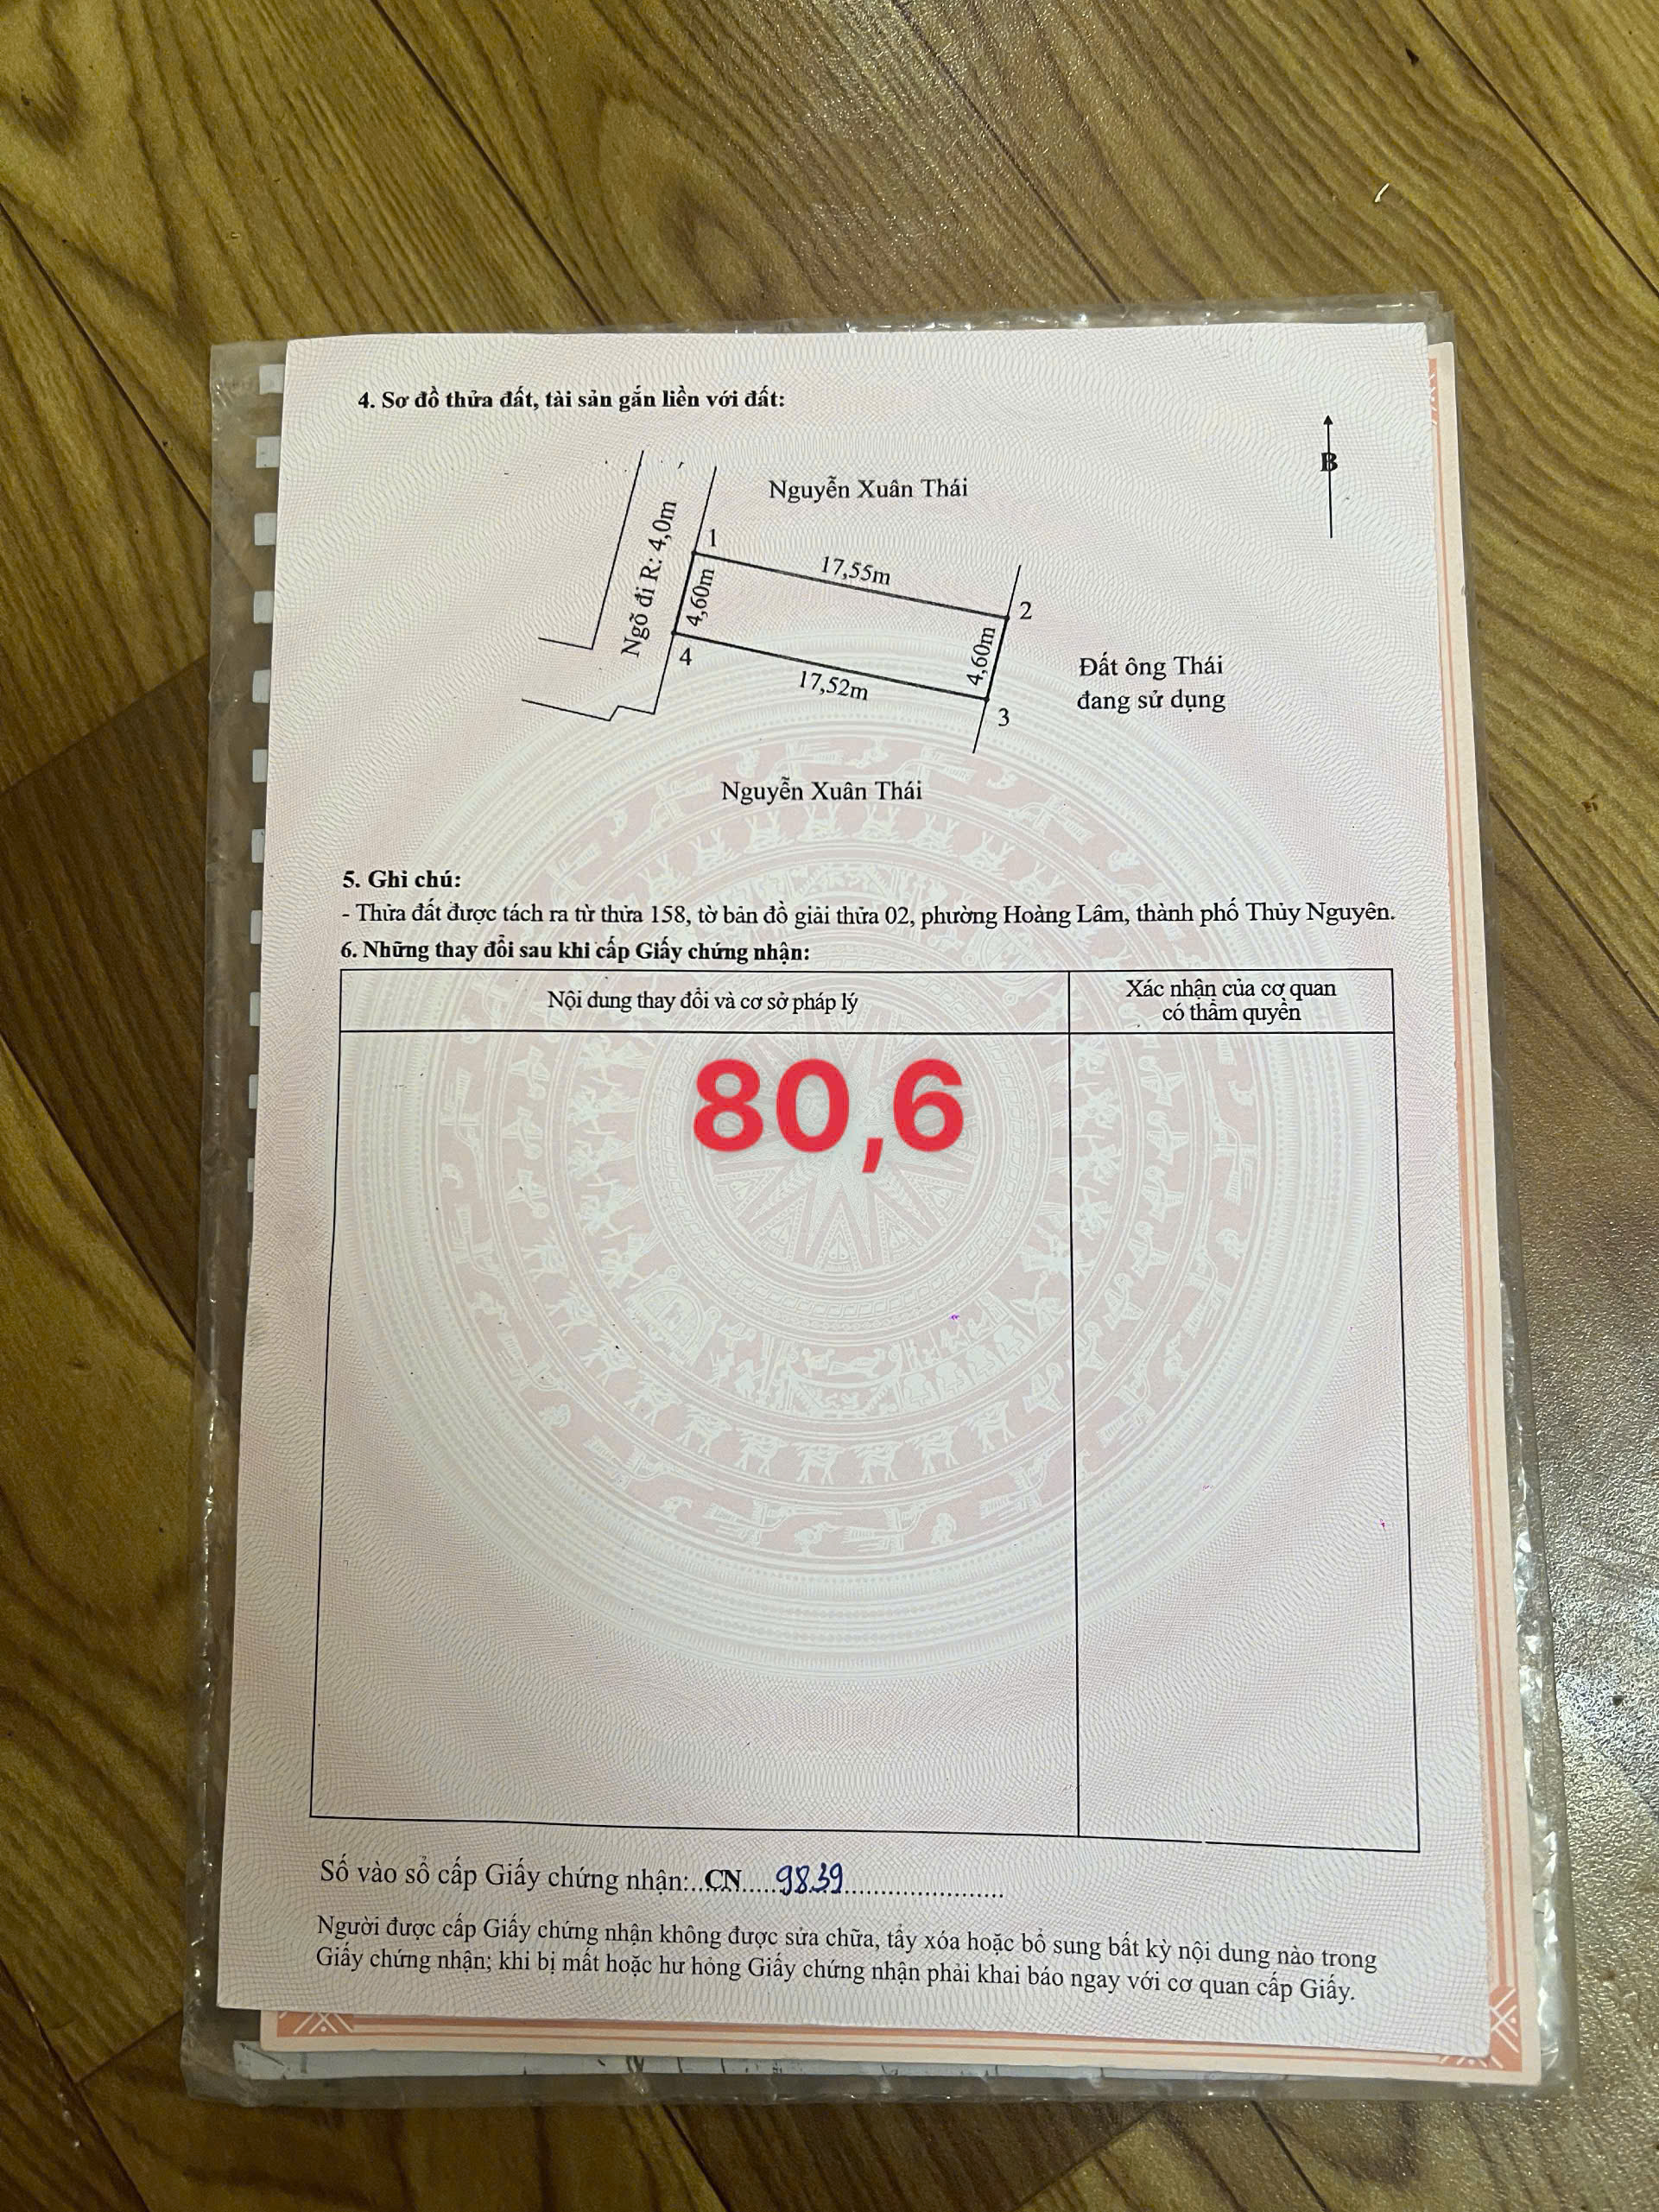 4. Sơ đồ thửa đất, tài sản gắn liền với đất:
B
Nguyễn Xuân Thái
Ngõ đi R: 4,0m
1
17,55m
2
4,60m
4,60m
4
17,52m
3
Đất ông Thái
đang sử dụng
Nguyễn Xuân Thái
5. Ghi chú:
- Thửa đất được tách ra từ thửa 158, tờ bản đồ giải thửa 02, phường Hoàng Lâm, thành phố Thủy Nguyên.
6. Những thay đổi sau khi cấp Giấy chứng nhận:
Nội dung thay đổi và cơ sở pháp lý
Xác nhận của cơ quan
có thẩm quyền
80,6
Số vào sổ cấp Giấy chứng nhận:..CN.....9839........................
Người được cấp Giấy chứng nhận không được sửa chữa, tẩy xóa hoặc bổ sung bất kỳ nội dung nào trong
Giấy chứng nhận; khi bị mất hoặc hư hỏng Giấy chứng nhận phải khai báo ngay với cơ quan cấp Giấy.